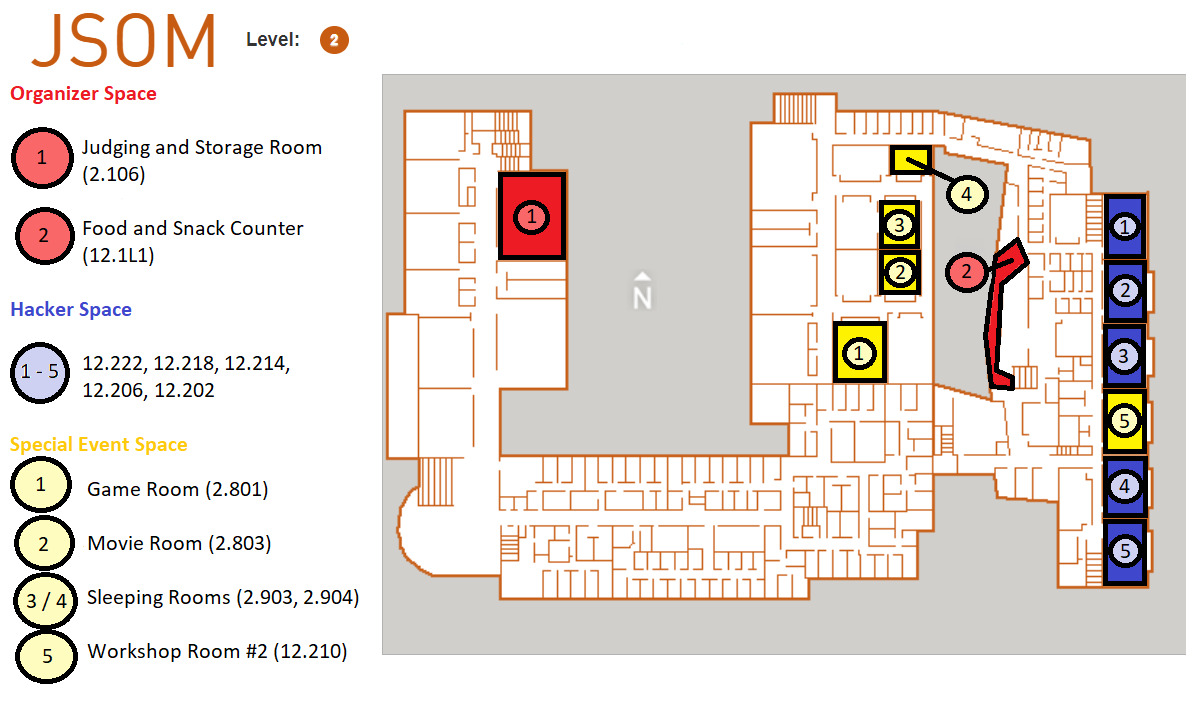 JSOM
Level: 2
Organizer Space
1 Judging and Storage Room
(2.106)
2 Food and Snack Counter
(12.1L1)
Hacker Space
1 - 5 12.222, 12.218, 12.214,
12.206, 12.202
Special Event Space
1 Game Room (2.801)
2 Movie Room (2.803)
3 / 4 Sleeping Rooms (2.903, 2.904)
5 Workshop Room #2 (12.210)
4
1
3
1
2
2
N
2
1
3
5
4
5